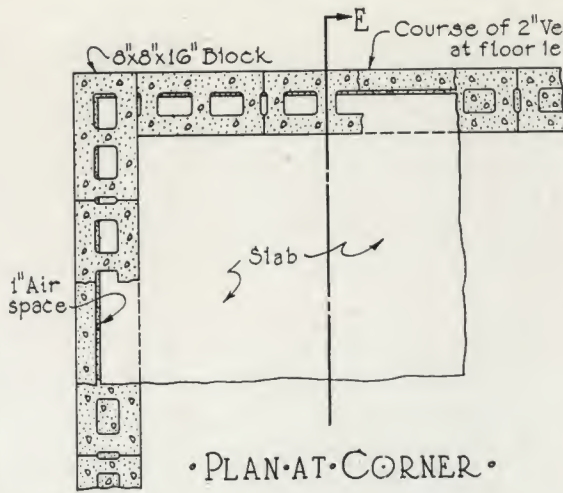 E
Course of 2" Ve
at floor le
8"x8"x16" Block
Slab
1" Air
space
·PLAN·AT·CORNER·